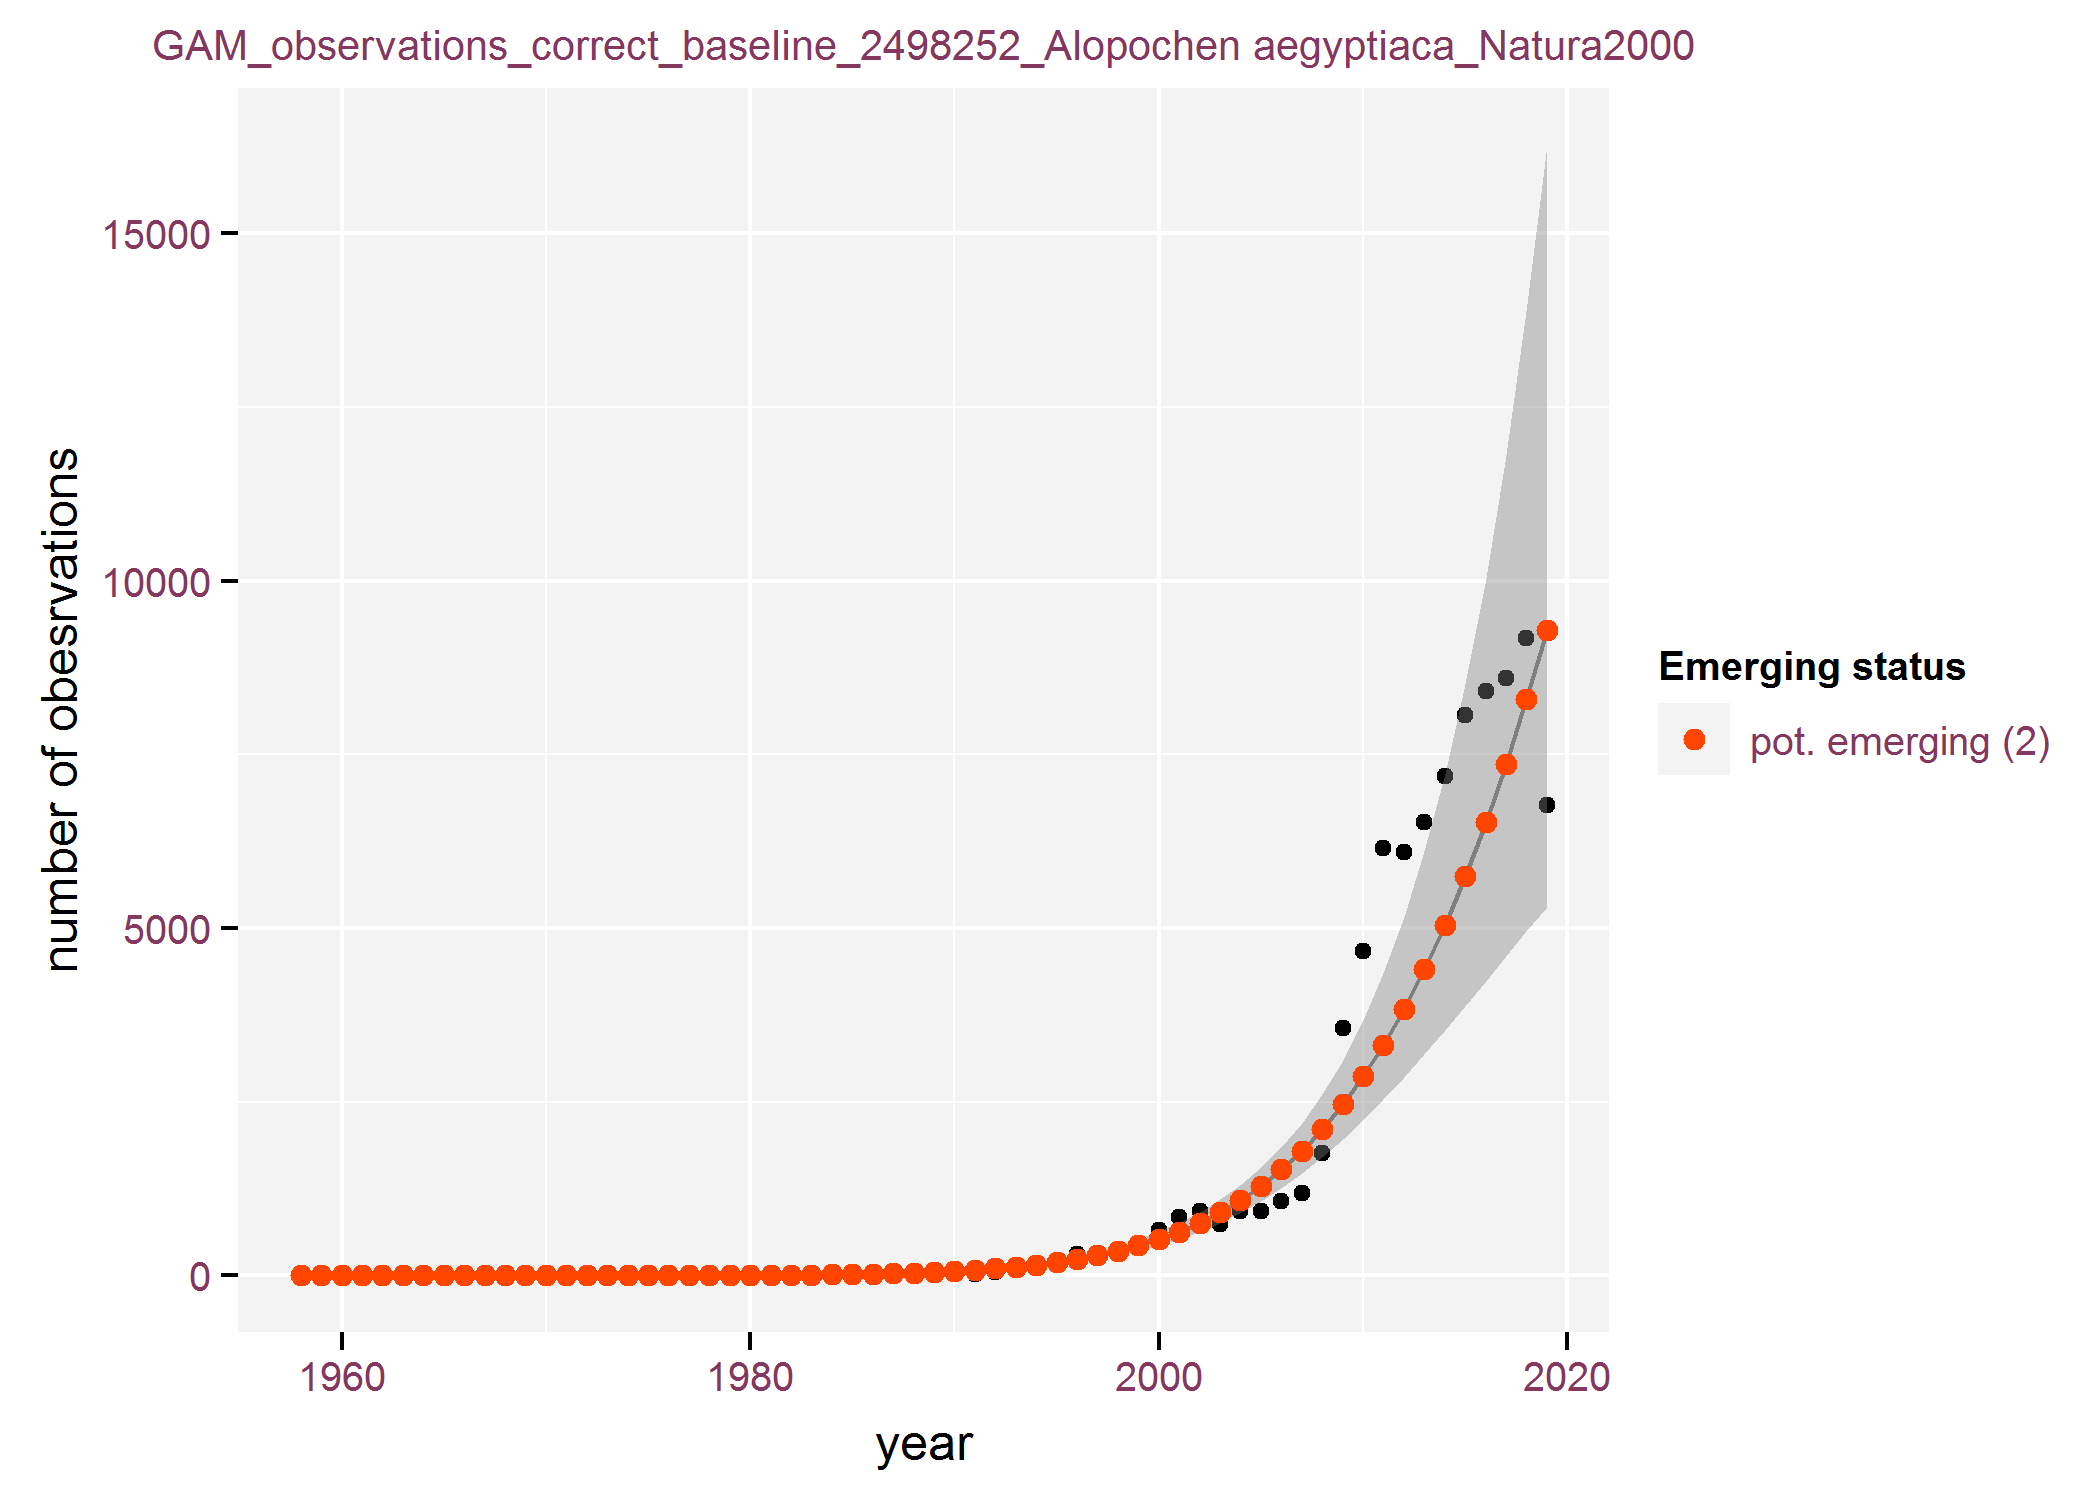 GAM_observations_correct_baseline_2498252_Alopochen aegyptiaca_Natura2000
number of obesrvations
15000
10000
5000
0
1960 1980 2000 2020
year
Emerging status
pot. emerging (2)